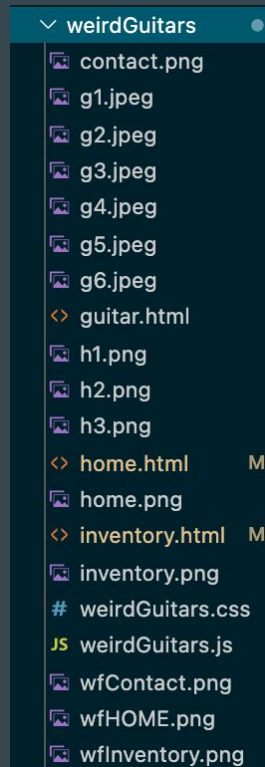 weirdGuitars
contact.png
g1.jpeg
g2.jpeg
g3.jpeg
g4.jpeg
g5.jpeg
g6.jpeg
<> guitar.html
h1.png
h2.png
h3.png
<> home.html M
home.png
<> inventory.html M
inventory.png
# weirdGuitars.css
JS weirdGuitars.js
wfContact.png
wfHOME.png
wfInventory.png